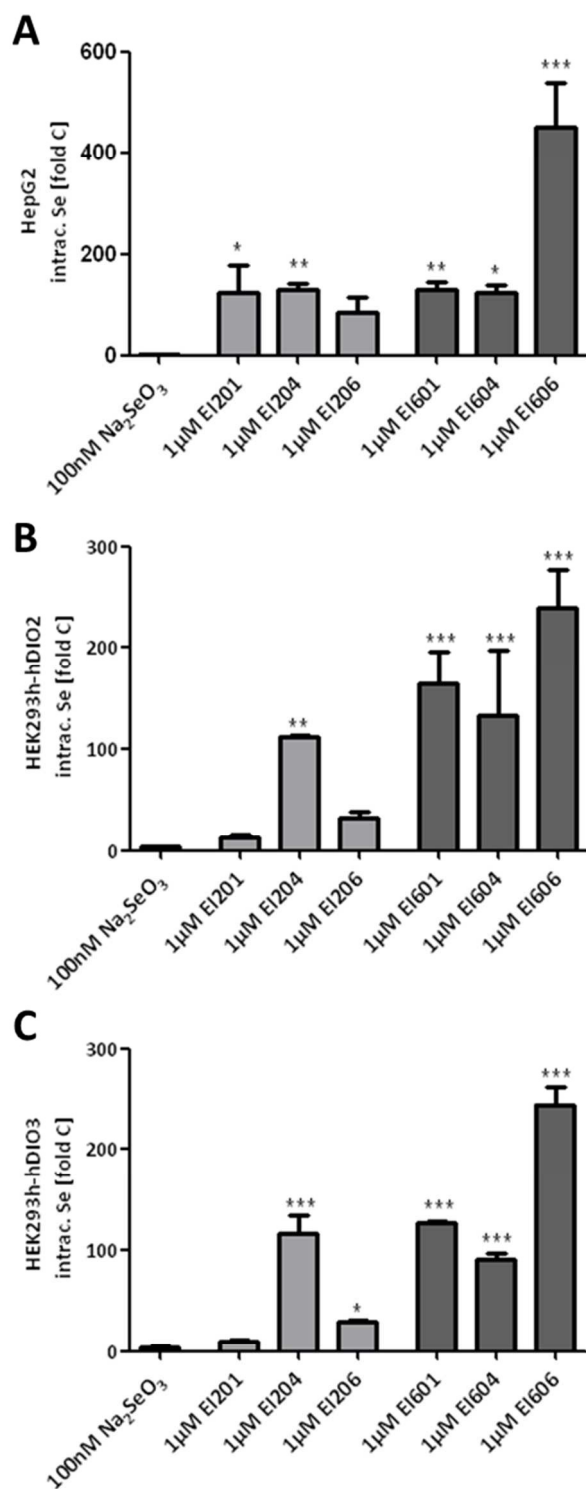 A
HepG2
intrac. Se [fold C]
600
400
200
0
*
**
**
*
***
100nM Na₂SeO₃
1µM EI201
1µM EI204
1µM EI206
1µM EI601
1µM EI604
1µM EI606
B
HEK293h-hDIO2
intrac. Se [fold C]
300
200
100
0
**
***
***
***
100nM Na₂SeO₃
1µM EI201
1µM EI204
1µM EI206
1µM EI601
1µM EI604
1µM EI606
C
HEK293h-hDIO3
intrac. Se [fold C]
300
200
100
0
***
*
***
***
***
100nM Na₂SeO₃
1µM EI201
1µM EI204
1µM EI206
1µM EI601
1µM EI604
1µM EI606